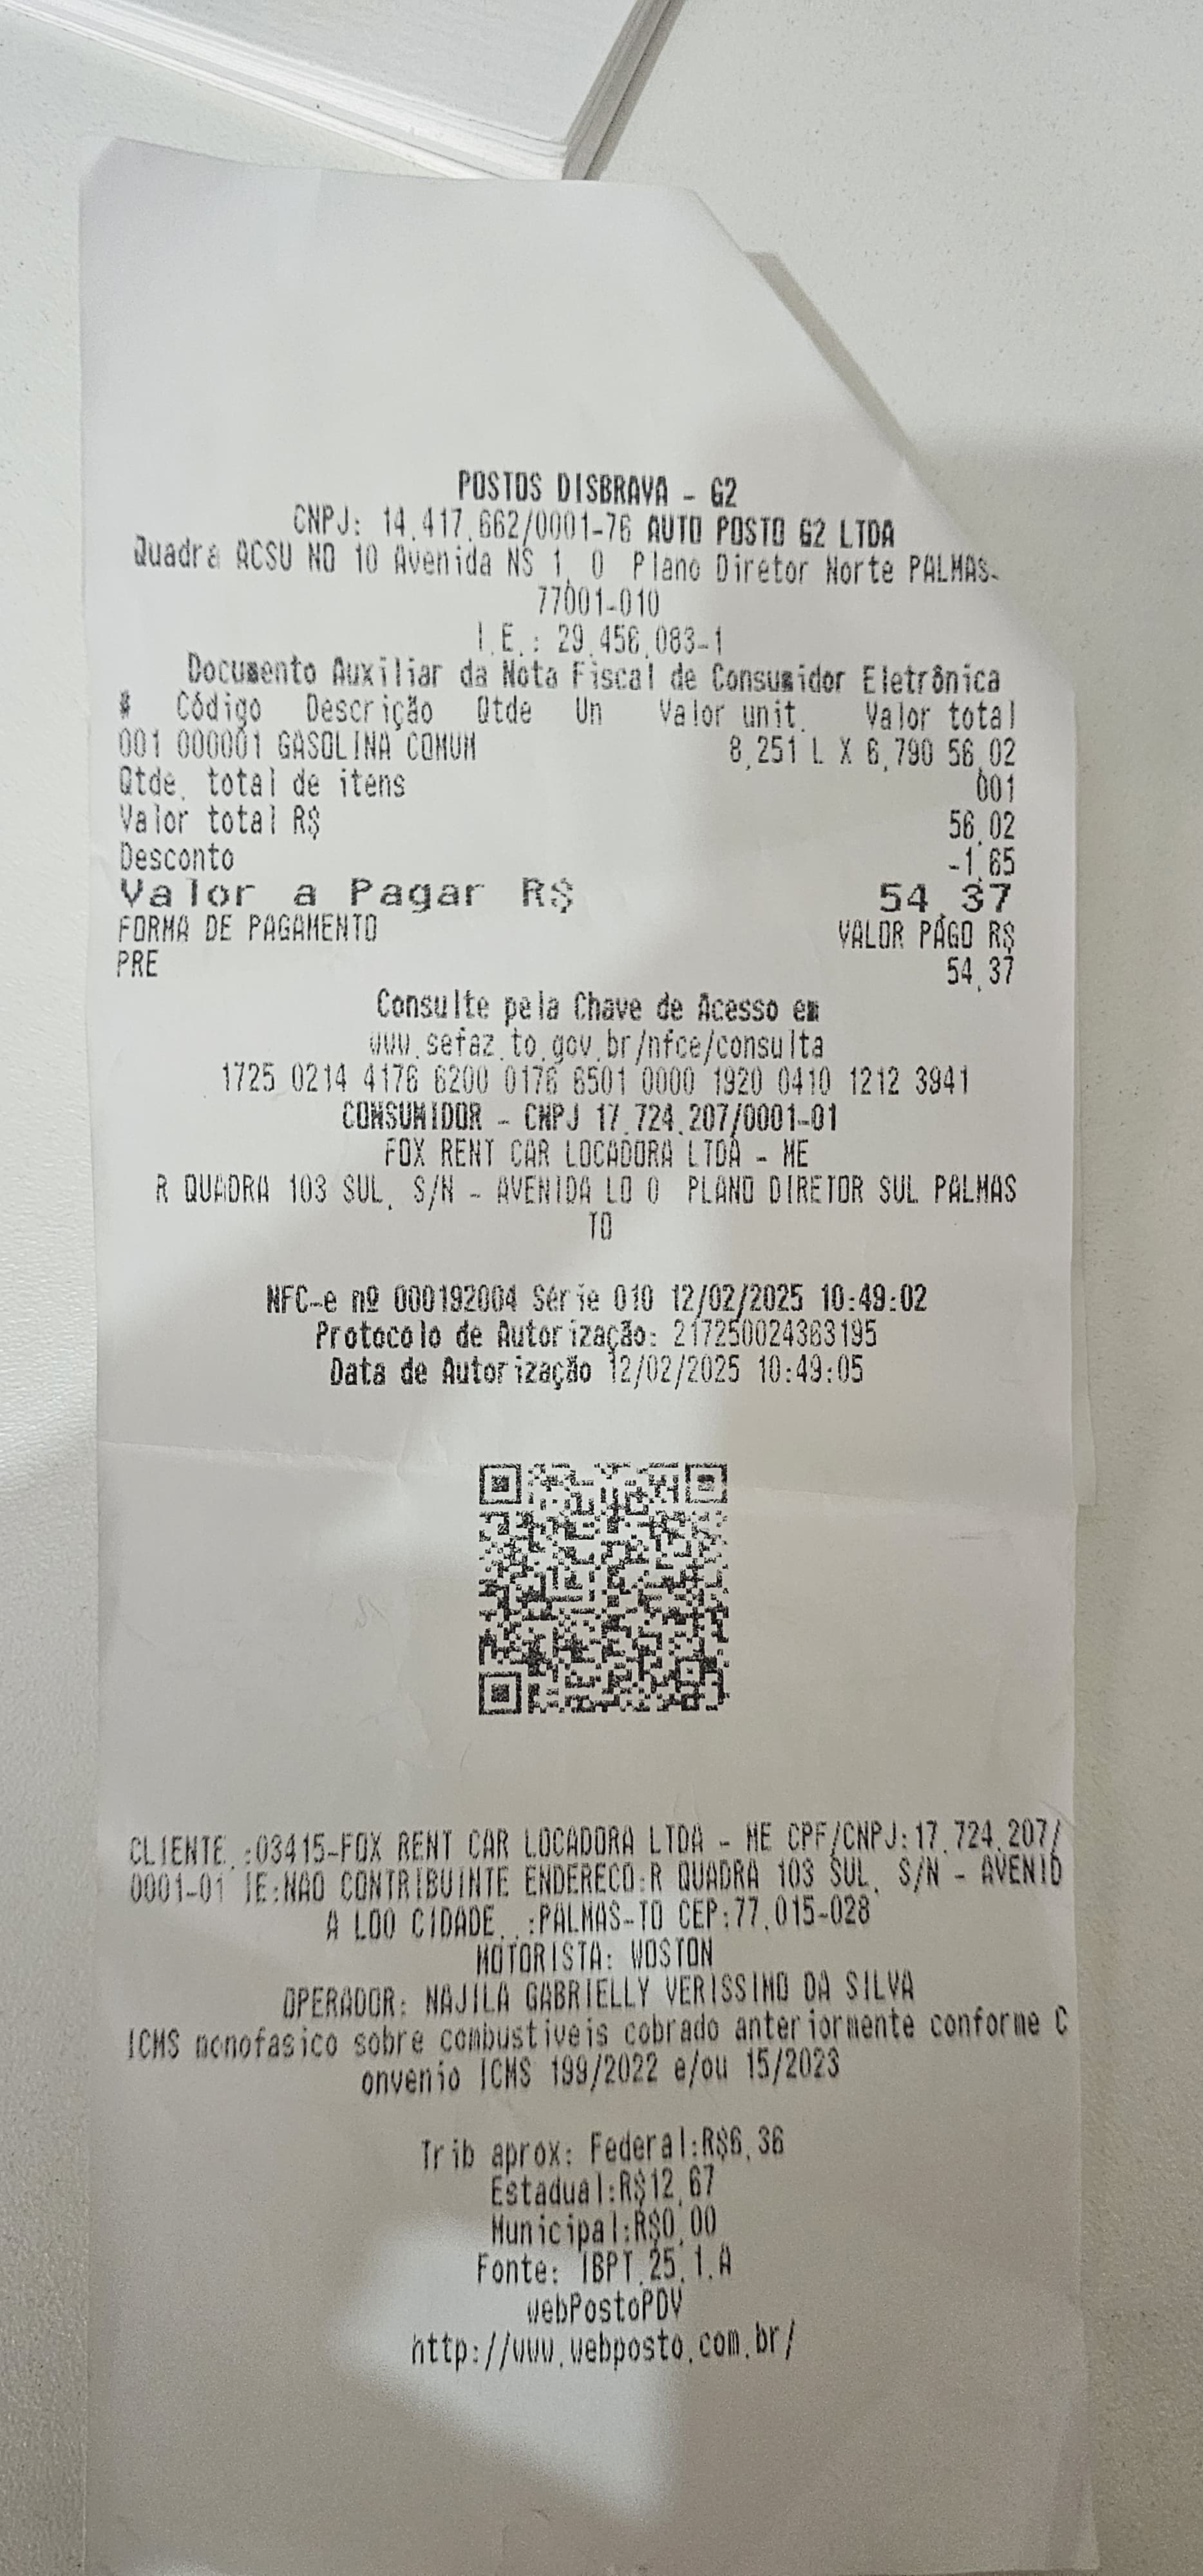 POSTOS DISBRAVA - G2
CNPJ: 14.417.662/0001-76 AUTO POSTO G2 LTDA
Quadra ACSU NO 10 Avenida NS 1, 0 Plano Diretor Norte PALMAS-
77001-010
I.E.: 29.456.083-1
Documento Auxiliar da Nota Fiscal de Consumidor Eletrônica
# Código Descrição Qtde Un Valor unit. Valor total
001 000001 GASOLINA COMUM 8,251 L X 6,790 56,02
Qtde. total de itens 001
Valor total R$ 56,02
Desconto -1,65
Valor a Pagar R$ 54,37
FORMA DE PAGAMENTO VALOR PAGO R$
PRE 54,37
Consulte pela Chave de Acesso em
www.sefaz.to.gov.br/nfce/consulta
1725 0214 4176 6200 0176 6501 0000 1920 0410 1212 3941
CONSUMIDOR - CNPJ 17.724.207/0001-01
FOX RENT CAR LOCADORA LTDA - ME
R QUADRA 103 SUL, S/N - AVENIDA LO 0 PLANO DIRETOR SUL PALMAS
TO
NFC-e nº 000192004 Série 010 12/02/2025 10:49:02
Protocolo de Autorização: 217250024363195
Data de Autorização 12/02/2025 10:49:05
CLIENTE.:03415-FOX RENT CAR LOCADORA LTDA - ME CPF/CNPJ:17.724.207/
0001-01 IE:NAO CONTRIBUINTE ENDERECO:R QUADRA 103 SUL, S/N - AVENID
A LO0 CIDADE..:PALMAS-TO CEP:77.015-028
MOTORISTA: WOSTON
OPERADOR: NAJILA GABRIELLY VERISSIMO DA SILVA
ICMS monofasico sobre combustiveis cobrado anteriormente conforme C
onvenio ICMS 199/2022 e/ou 15/2023
Trib aprox: Federal:R$6,36
Estadual:R$12,67
Municipal:R$0,00
Fonte: IBPT.25.1.A
webPostoPDV
http://www.webposto.com.br/